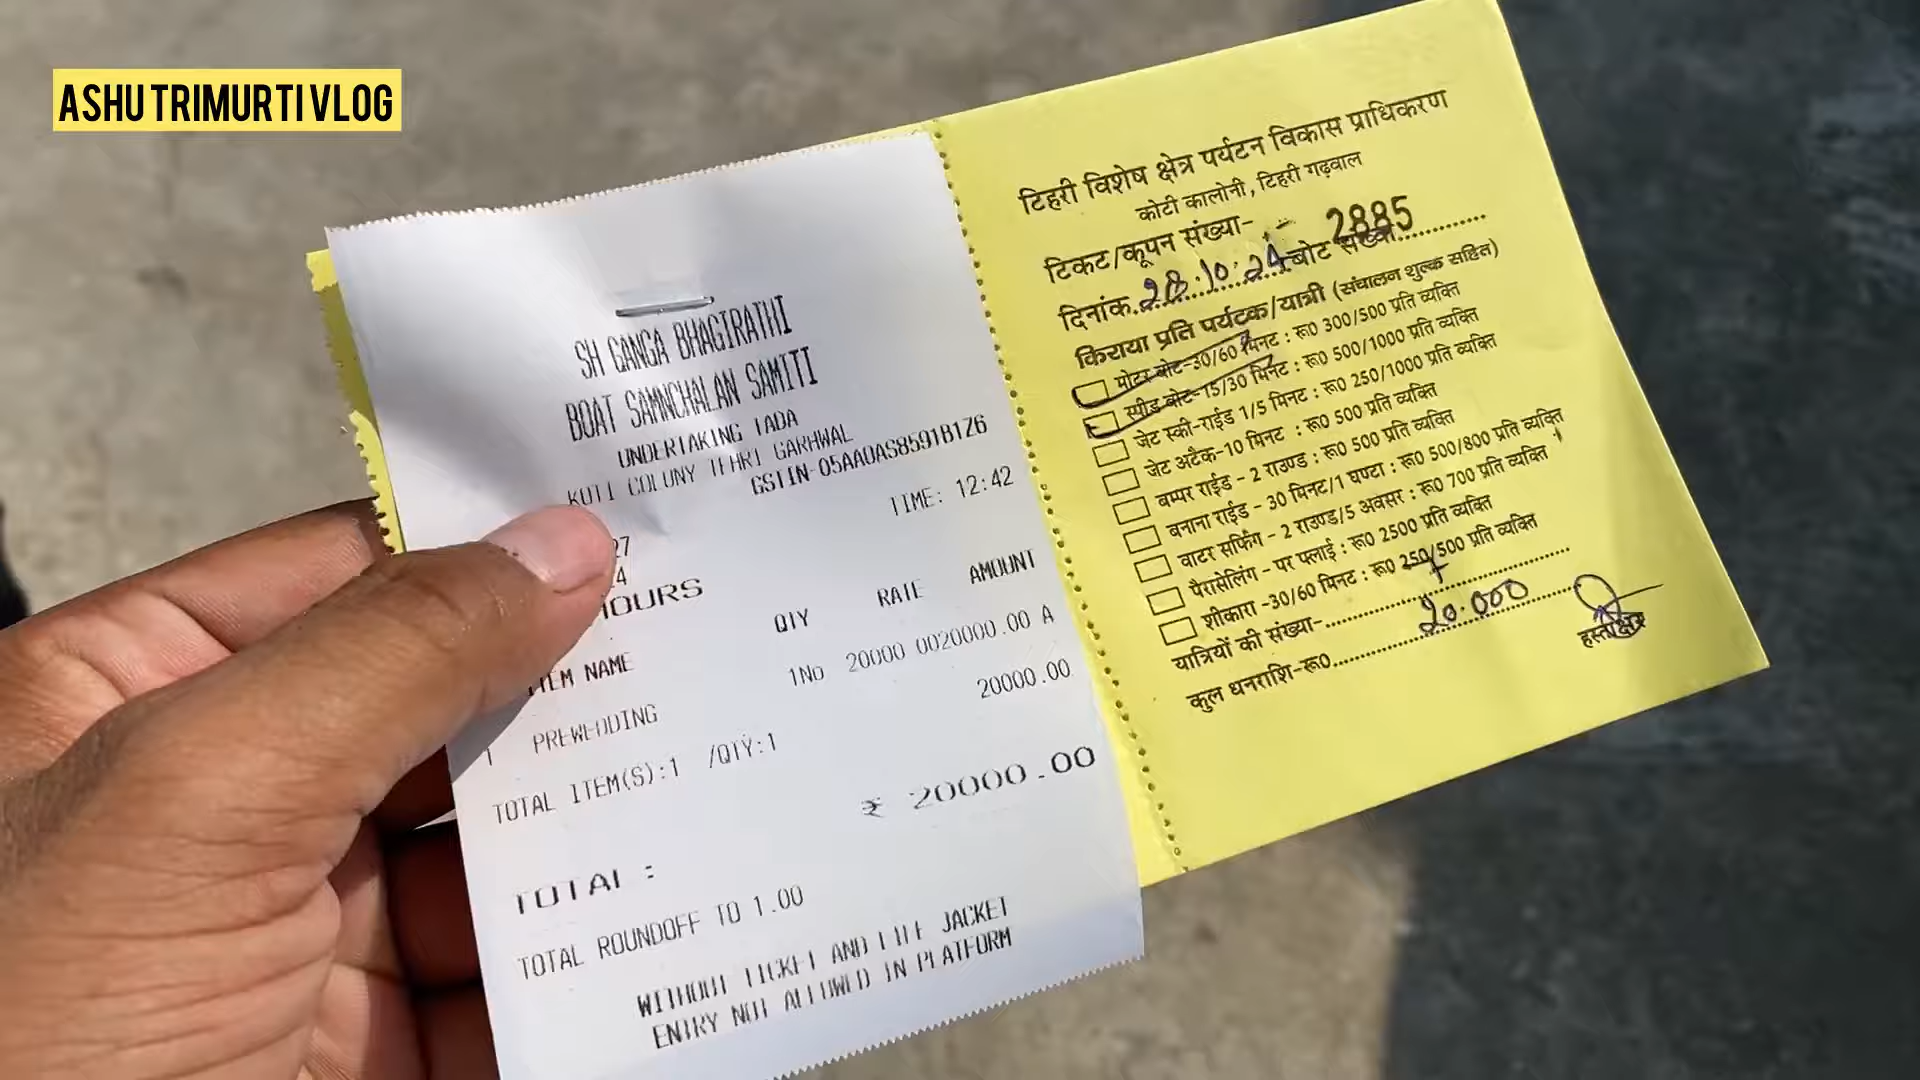 ASHU TRIMURTI VLOG
SH GANGA BHAGIRATHI
BOAT SAMNCHALAN SAMITI
UNDERTAKING TADA
KOTI COLONY TEHRI GARHWAL
GSTIN-05AAOAS8591B1Z6
TIME: 12:42
27
4
HOURS
ITEM NAME QTY RATE AMOUNT
1 PREWEDDING 1No 20000.0020000.00 A
TOTAL ITEM(S):1 /QTY:1 20000.00
TOTAL : ₹ 20000.00
TOTAL ROUNDOFF TO 1.00
WITHOUT TICKET AND LIFE JACKET
ENTRY NOT ALLOWED IN PLATFORM
टिहरी विशेष क्षेत्र पर्यटन विकास प्राधिकरण
कोटी कालोनी, टिहरी गढ़वाल
टिकट/कूपन संख्या- 2885
दिनांक 28.10.24 बोट संख्या
किराया प्रति पर्यटक/यात्री (संचालन शुल्क सहित)
मोटर बोट-30/60 मिनट : रू0 300/500 प्रति व्यक्ति
स्पीड बोट-15/30 मिनट : रू0 500/1000 प्रति व्यक्ति
जेट स्की-राईड 1/5 मिनट : रू0 250/1000 प्रति व्यक्ति
जेट अटैक-10 मिनट : रू0 500 प्रति व्यक्ति
बम्पर राईड - 2 राउण्ड : रू0 500 प्रति व्यक्ति
बनाना राईड - 30 मिनट/1 घण्टा : रू0 500/800 प्रति व्यक्ति
वाटर सर्फिंग - 2 राउण्ड/5 अवसर : रू0 700 प्रति व्यक्ति
पैरासेलिंग - पर फ्लाई : रू0 2500 प्रति व्यक्ति
शीकारा -30/60 मिनट : रू0 250/500 प्रति व्यक्ति
यात्रियों की संख्या-
कुल धनराशि-रू0 20.000
हस्ताक्षर